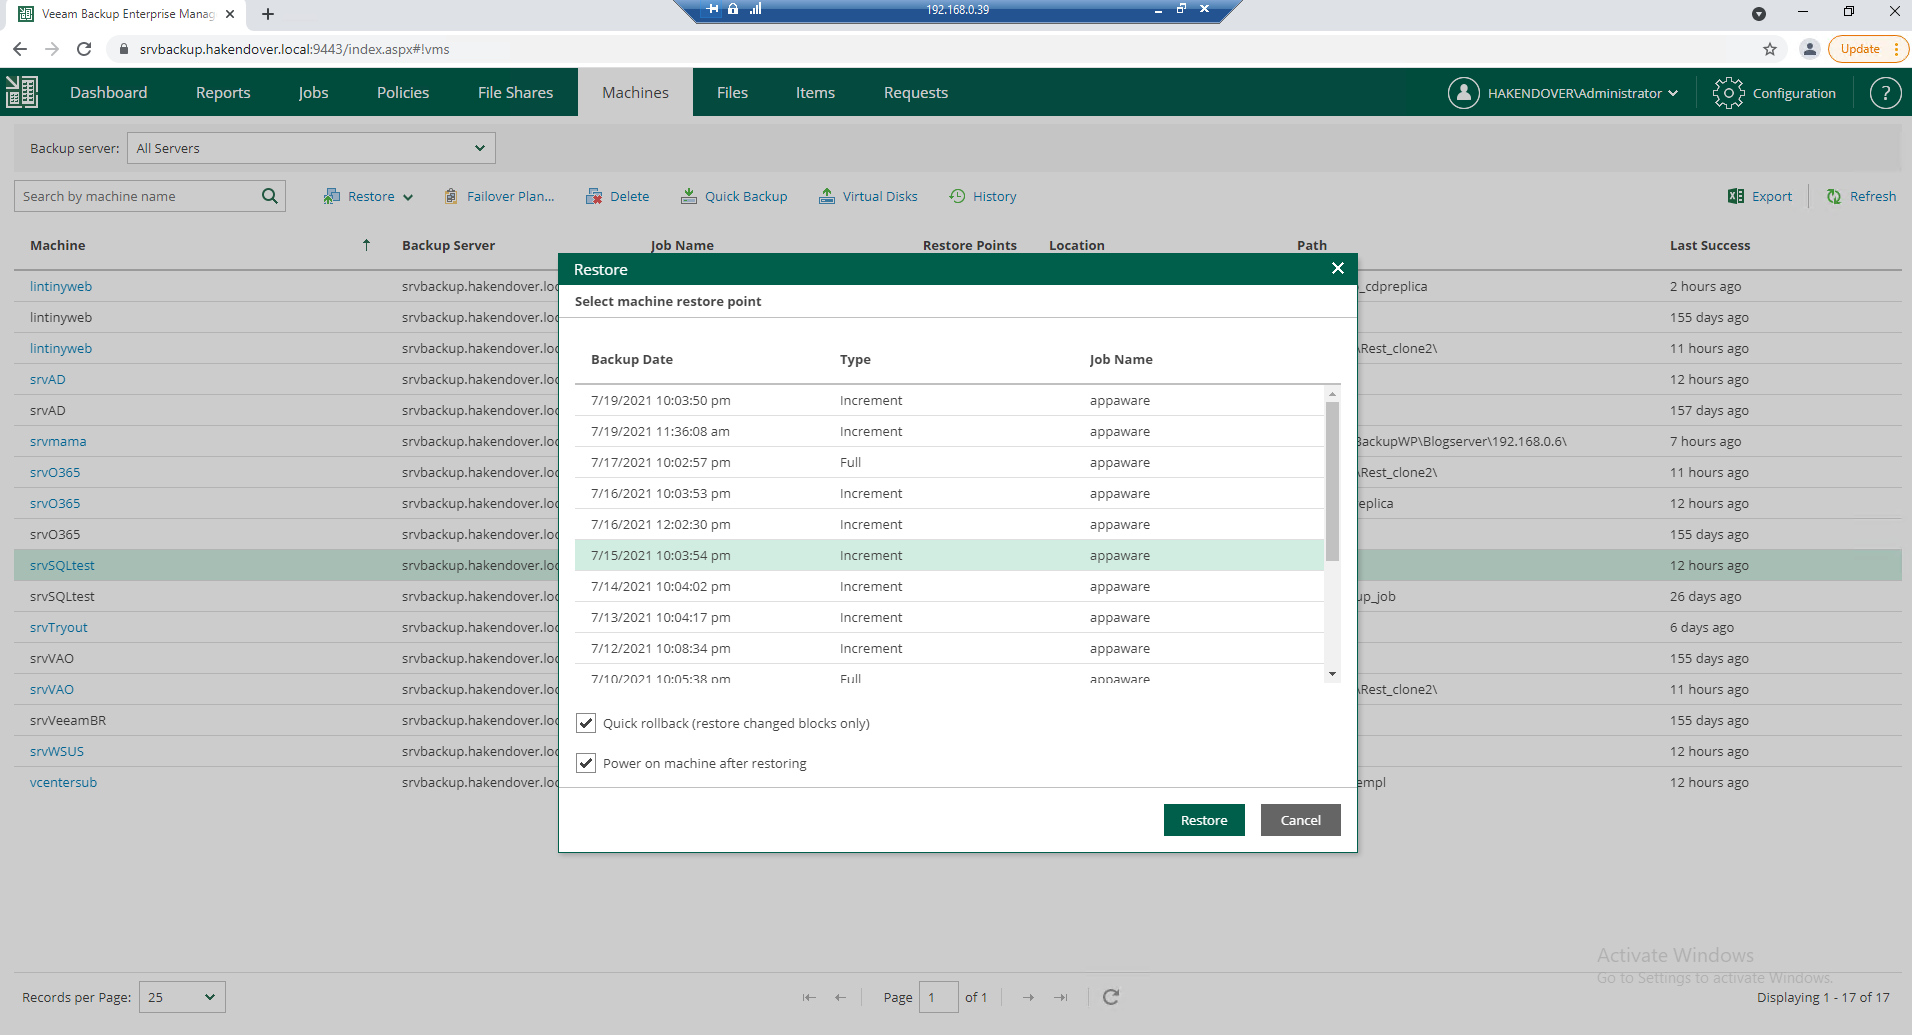 Veeam Backup Enterprise Manag
192.168.0.39
srvbackup.hakendover.local:9443/index.aspx#!vms
Update
Dashboard Reports Jobs Policies File Shares Machines Files Items Requests HAKENDOVER\Administrator Configuration ?
Backup server: All Servers
Search by machine name Restore Failover Plan... Delete Quick Backup Virtual Disks History Export Refresh
Machine Backup Server Job Name Restore Points Location Path Last Success
lintinyweb srvbackup.hakendover.loc _cdpreplica 2 hours ago
lintinyweb srvbackup.hakendover.loc 155 days ago
lintinyweb srvbackup.hakendover.loc \Rest_clone2\ 11 hours ago
srvAD srvbackup.hakendover.loc 12 hours ago
srvAD srvbackup.hakendover.loc 157 days ago
srvmama srvbackup.hakendover.loc BackupWP\Blogserver\192.168.0.6\ 7 hours ago
srvO365 srvbackup.hakendover.loc \Rest_clone2\ 11 hours ago
srvO365 srvbackup.hakendover.loc eplica 12 hours ago
srvO365 srvbackup.hakendover.loc 155 days ago
srvSQLtest srvbackup.hakendover.loc 12 hours ago
srvSQLtest srvbackup.hakendover.loc up_job 26 days ago
srvTryout srvbackup.hakendover.loc 6 days ago
srvVAO srvbackup.hakendover.loc 155 days ago
srvVAO srvbackup.hakendover.loc \Rest_clone2\ 11 hours ago
srvVeeamBR srvbackup.hakendover.loc 155 days ago
srvWSUS srvbackup.hakendover.loc 12 hours ago
vcentersub srvbackup.hakendover.loc empl 12 hours ago
Restore
Select machine restore point
Backup Date Type Job Name
7/19/2021 10:03:50 pm Increment appaware
7/19/2021 11:36:08 am Increment appaware
7/17/2021 10:02:57 pm Full appaware
7/16/2021 10:03:53 pm Increment appaware
7/16/2021 12:02:30 pm Increment appaware
7/15/2021 10:03:54 pm Increment appaware
7/14/2021 10:04:02 pm Increment appaware
7/13/2021 10:04:17 pm Increment appaware
7/12/2021 10:08:34 pm Increment appaware
7/10/2021 10:05:38 pm Full appaware
Quick rollback (restore changed blocks only)
Power on machine after restoring
Restore Cancel
Activate Windows
Go to Settings to activate Windows.
Records per Page: 25 Page 1 of 1 Displaying 1 - 17 of 17